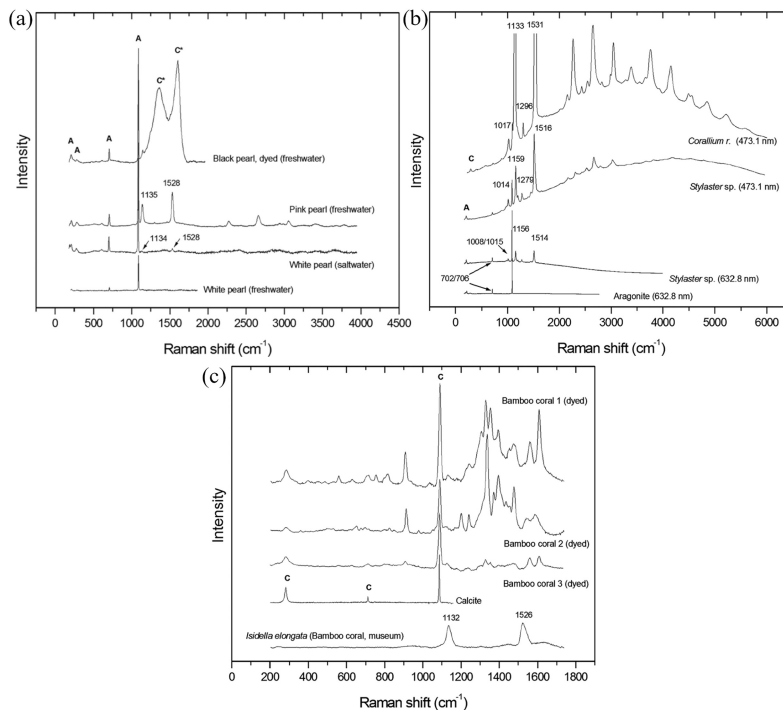 (a)
A
C*
C*
A
A
A
Black pearl, dyed (freshwater)
1135
1528
Pink pearl (freshwater)
1134
1528
White pearl (saltwater)
White pearl (freshwater)
Intensity
0 500 1000 1500 2000 2500 3000 3500 4000 4500
Raman shift (cm-1)
(b)
1133 1531
1296
1017
1516
C
Corallium r. (473.1 nm)
1159
1014
1279
Stylaster sp. (473.1 nm)
A
1156
1008/1015
1514
Stylaster sp. (632.8 nm)
702/706
Aragonite (632.8 nm)
Intensity
0 1000 2000 3000 4000 5000 6000
Raman shift (cm-1)
(c)
C
Bamboo coral 1 (dyed)
Bamboo coral 2 (dyed)
Bamboo coral 3 (dyed)
C
C
Calcite
1132
1526
Isidella elongata (Bamboo coral, museum)
Intensity
0 200 400 600 800 1000 1200 1400 1600 1800
Raman shift (cm-1)